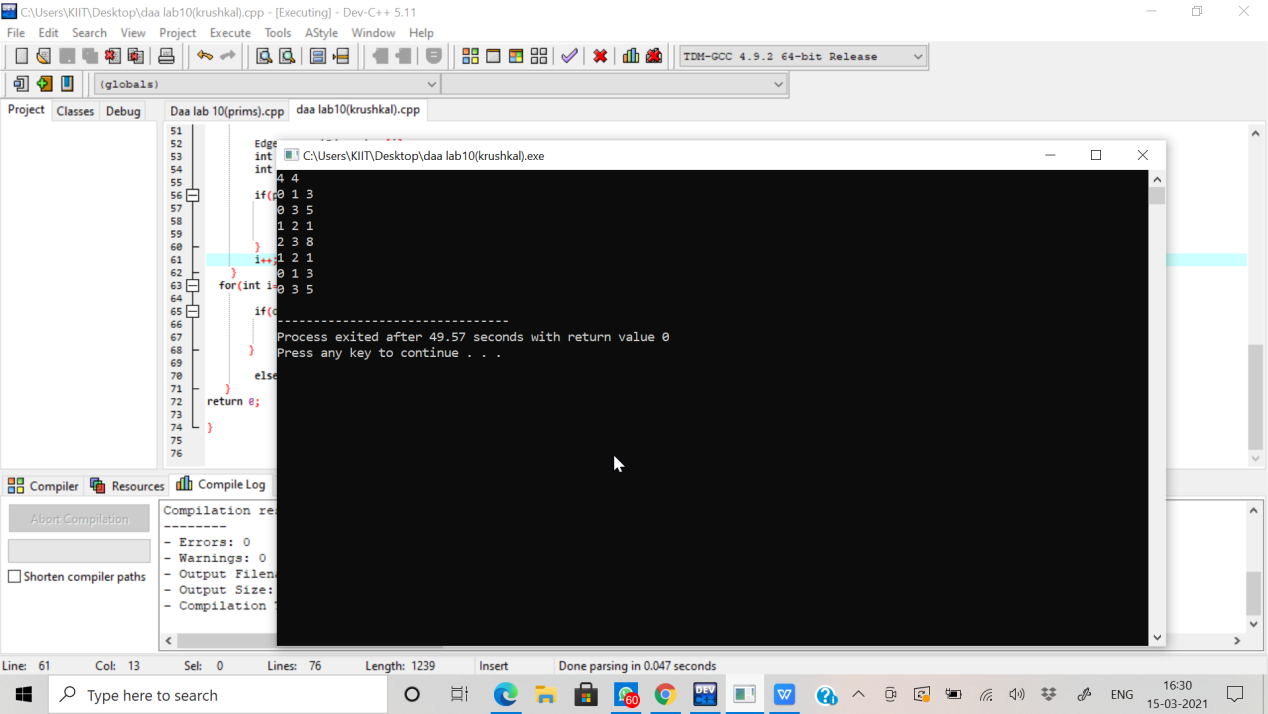 C:\Users\KIIT\Desktop\daa lab10(krushkal).cpp - [Executing] - Dev-C++ 5.11
File Edit Search View Project Execute Tools AStyle Window Help
TDM-GCC 4.9.2 64-bit Release
(globals)
Project Classes Debug
Daa lab 10(prims).cpp daa lab10(krushkal).cpp
51
52 Edge
53 int
54 int
55
56 if(
57
58
59
60 }
61 i++;
62 }
63 for(int i=
64
65 if(
66
67
68 }
69
70 else
71 }
72 return 0;
73
74 }
75
76
C:\Users\KIIT\Desktop\daa lab10(krushkal).exe
4 4
0 1 3
0 3 5
1 2 1
2 3 8
1 2 1
0 1 3
0 3 5
--------------------------------
Process exited after 49.57 seconds with return value 0
Press any key to continue . . .
Compiler Resources Compile Log
Abort Compilation
Shorten compiler paths
Compilation
--------
- Errors: 0
- Warnings: 0
- Output
- Output Size:
- Compilation
Line: 61 Col: 13 Sel: 0 Lines: 76 Length: 1239 Insert Done parsing in 0.047 seconds
Type here to search
60
DEV
ENG
16:30
15-03-2021